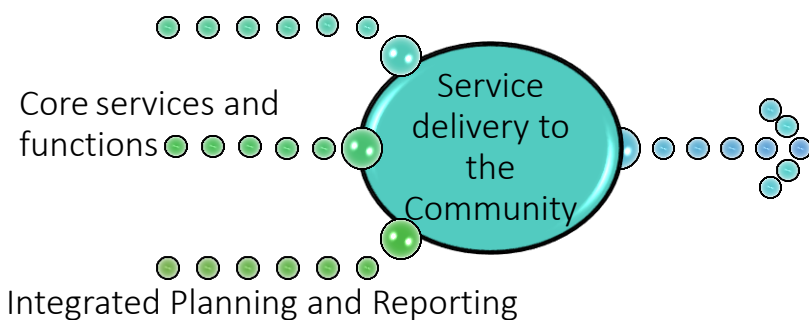 Core services and
functions
Service
delivery to
the
Community
Integrated Planning and Reporting